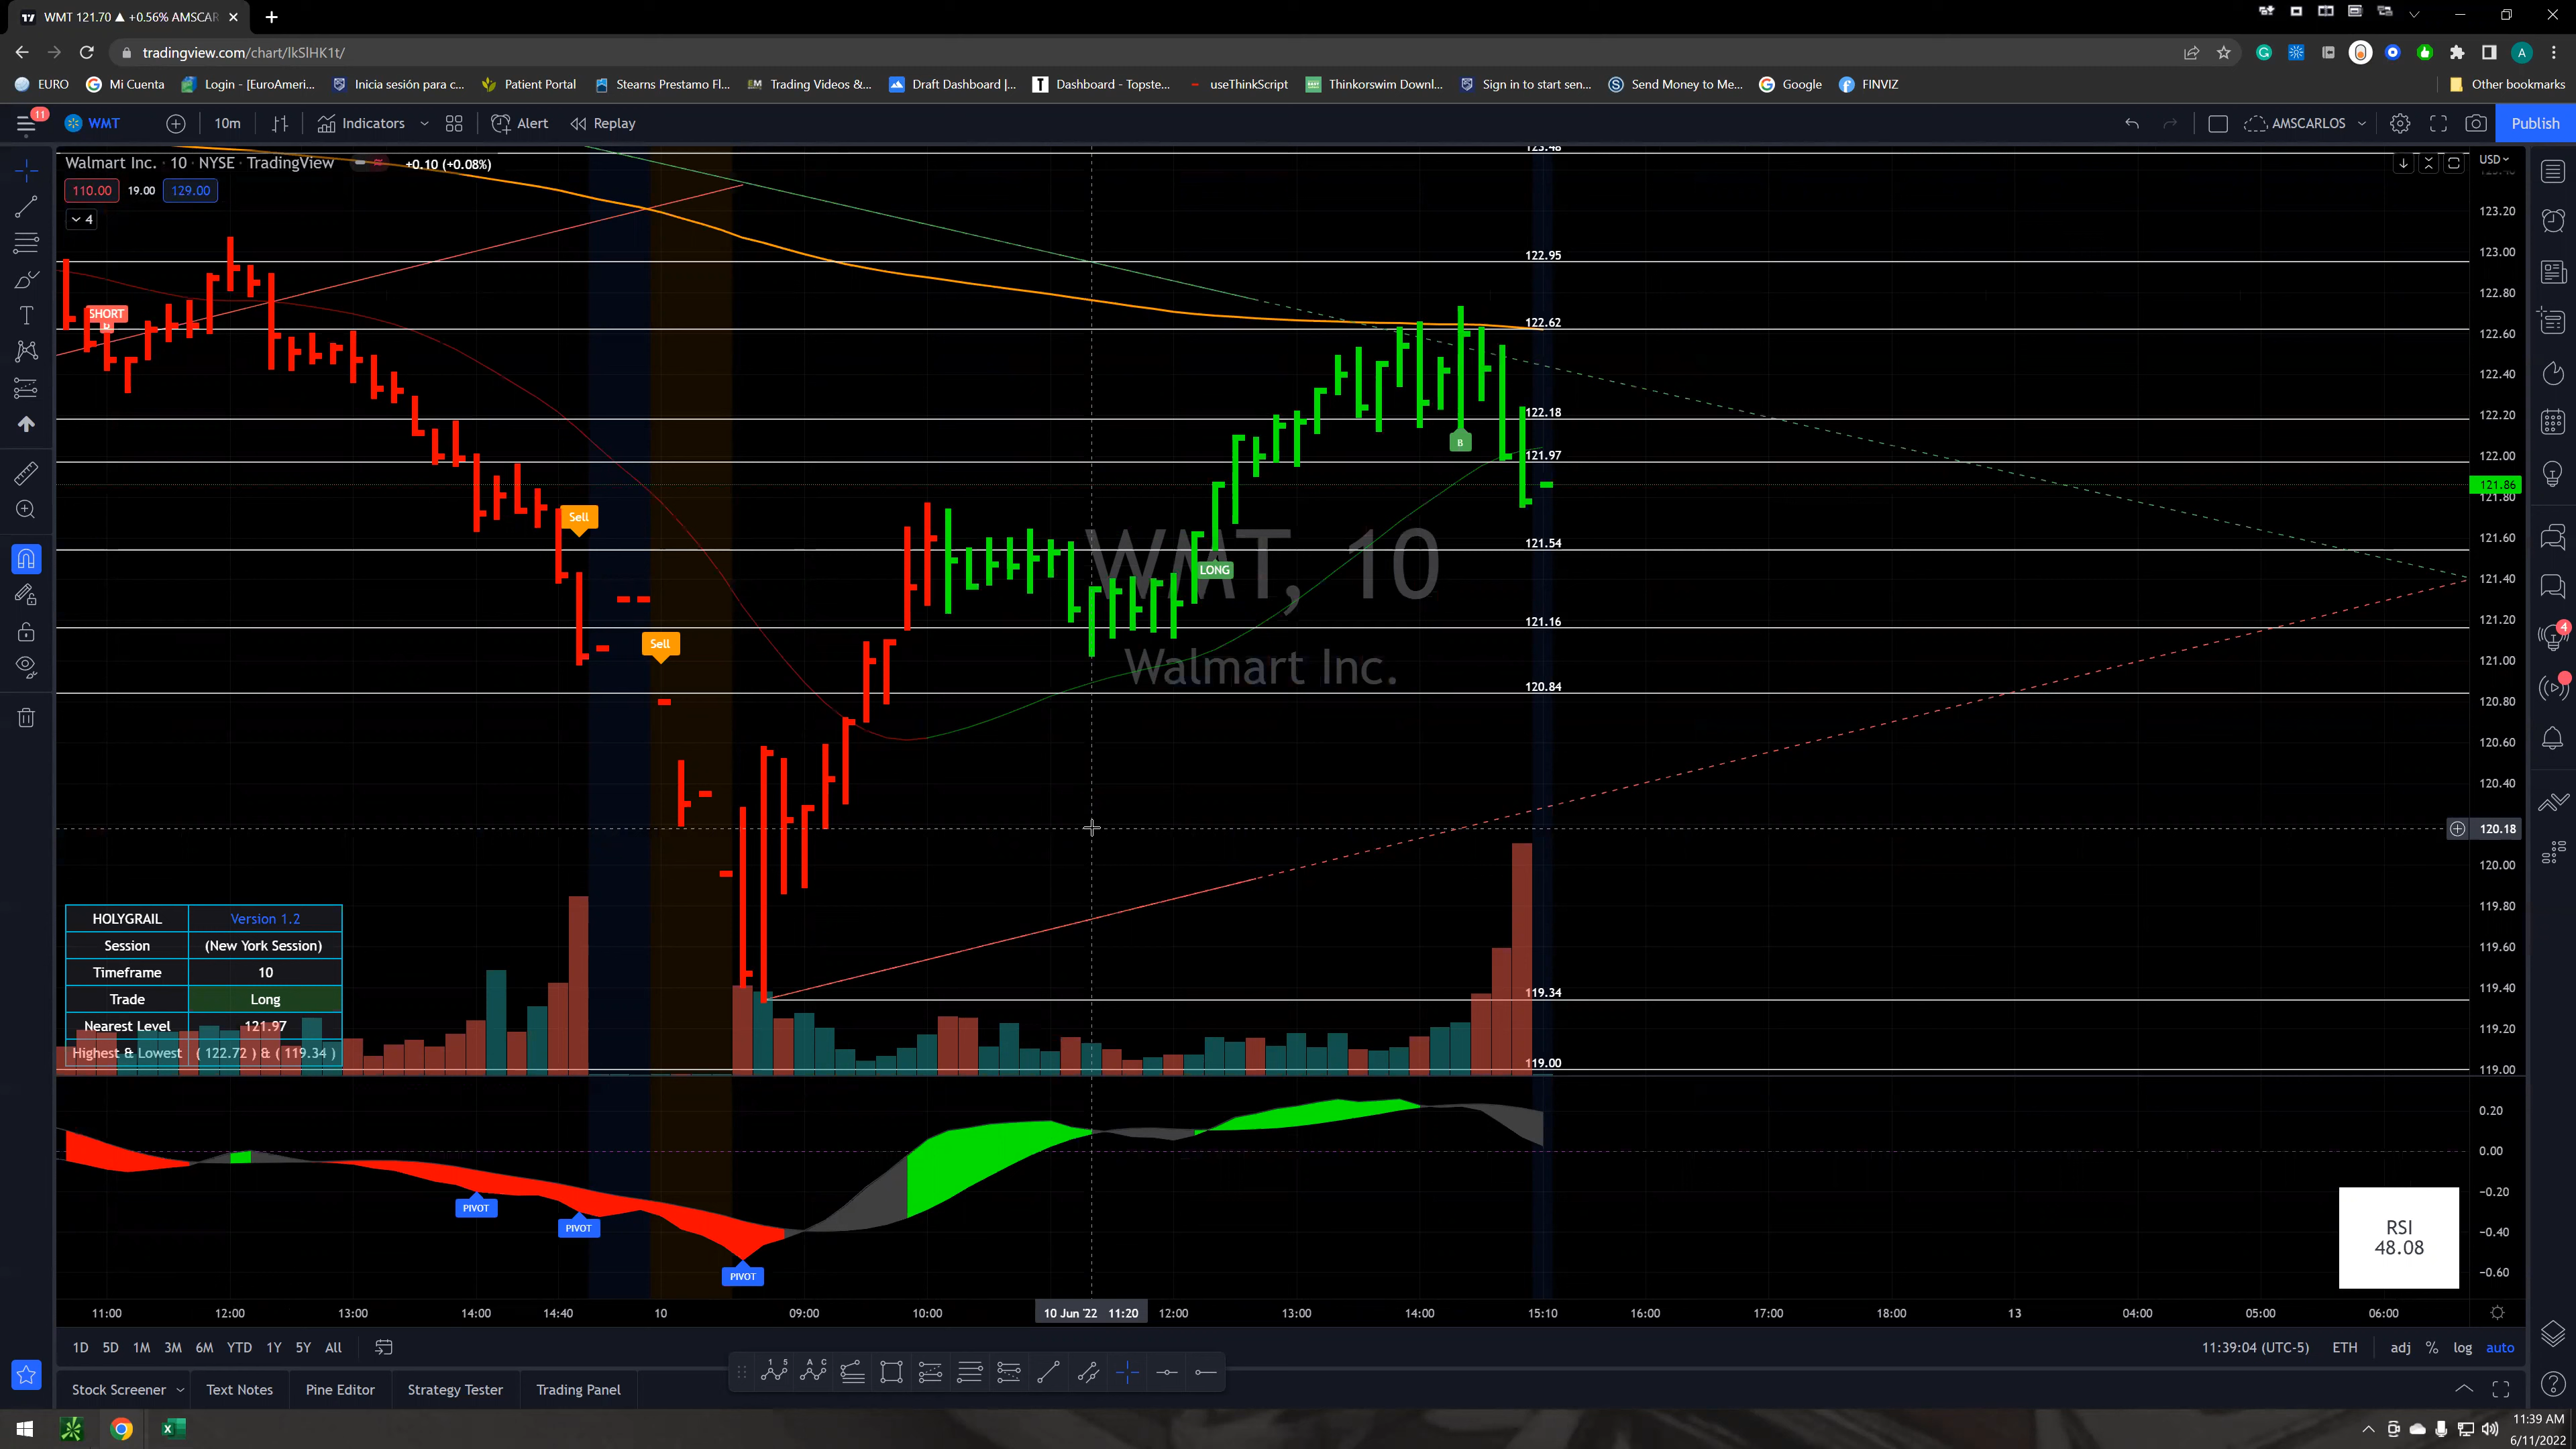 WMT 121.70 ▲ +0.56% AMSCAR
tradingview.com/chart/lkSlHK1t/
EURO Mi Cuenta Login - [EuroAmeri... Inicia sesión para c... Patient Portal Stearns Prestamo Fl... Trading Videos &... Draft Dashboard |... Dashboard - Topste... useThinkScript Thinkorswim Downl... Sign in to start sen... Send Money to Me... Google FINVIZ Other bookmarks
11 WMT 10m Indicators Alert Replay AMSCARLOS Publish
Walmart Inc. · 10 · NYSE · TradingView +0.10 (+0.08%)
110.00 19.00 129.00
4
USD
123.48
123.20
123.00
122.80
122.60
122.40
122.20
122.00
121.86
121.80
121.60
121.40
121.20
121.00
120.80
120.60
120.40
120.18
120.00
119.80
119.60
119.40
119.20
119.00
122.95
122.62
122.18
121.97
121.54
121.16
120.84
119.34
119.00
SHORT
Sell
Sell
B
LONG
WMT, 10
Walmart Inc.
4
HOLYGRAIL Version 1.2
Session (New York Session)
Timeframe 10
Trade Long
Nearest Level 121.97
Highest & Lowest ( 122.72 ) & ( 119.34 )
PIVOT
PIVOT
PIVOT
0.20
0.00
-0.20
-0.40
-0.60
RSI
48.08
11:00 12:00 13:00 14:00 14:40 10 09:00 10:00 10 Jun '22 11:20 12:00 13:00 14:00 15:10 16:00 17:00 18:00 13 04:00 05:00 06:00
1D 5D 1M 3M 6M YTD 1Y 5Y All 11:39:04 (UTC-5) ETH adj % log auto
Stock Screener Text Notes Pine Editor Strategy Tester Trading Panel
11:39 AM
6/11/2022